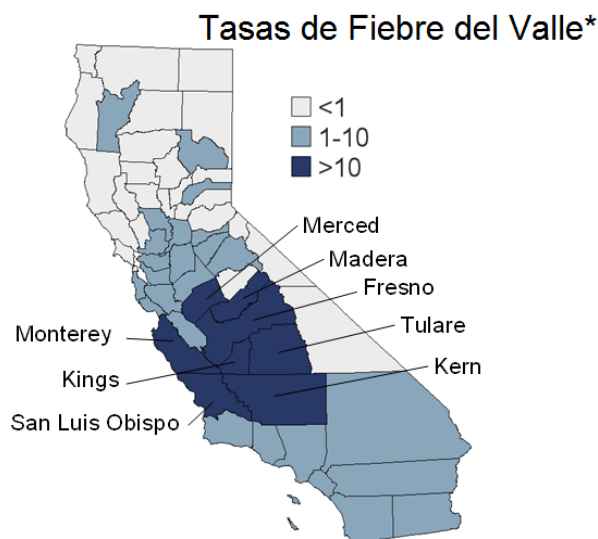 Tasas de Fiebre del Valle*
<1
1-10
>10
Merced
Madera
Fresno
Monterey
Tulare
Kings
Kern
San Luis Obispo